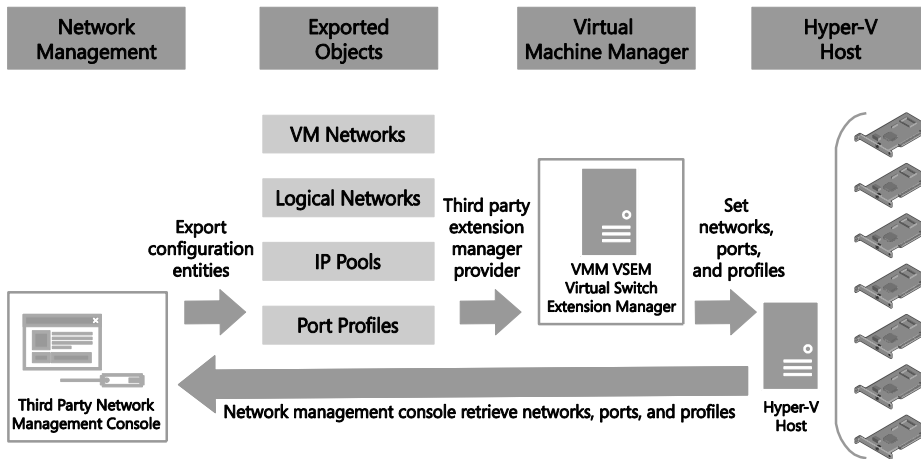 Network
Management
Exported
Objects
Virtual
Machine Manager
Hyper-V
Host
VM Networks
Logical Networks
IP Pools
Port Profiles
Export
configuration
entities
Third party
extension
manager
provider
VMM VSEM
Virtual Switch
Extension Manager
Set
networks,
ports,
and profiles
Third Party Network
Management Console
Network management console retrieve networks, ports, and profiles
Hyper-V
Host